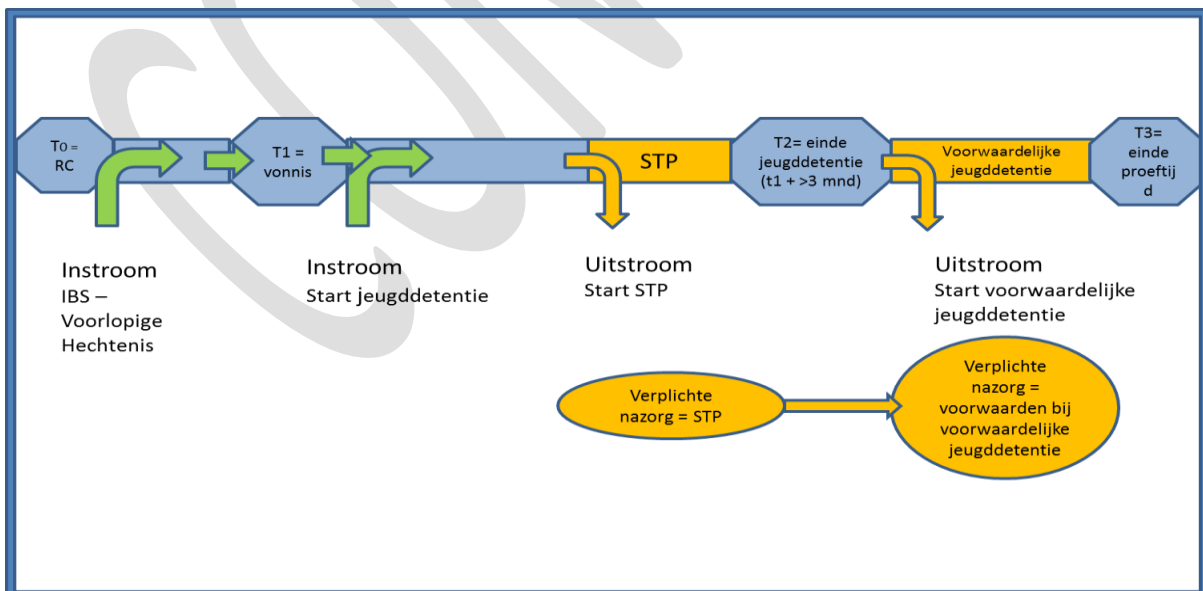 T0 =
RC
T1 =
vonnis
STP
T2= einde
jeugddetentie
(t1 + >3 mnd)
Voorwaardelijke
jeugddetentie
T3=
einde
proeftij
d
Instroom
IBS –
Voorlopige
Hechtenis
Instroom
Start jeugddetentie
Uitstroom
Start STP
Uitstroom
Start voorwaardelijke
jeugddetentie
Verplichte
nazorg = STP
Verplichte
nazorg =
voorwaarden bij
voorwaardelijke
jeugddetentie